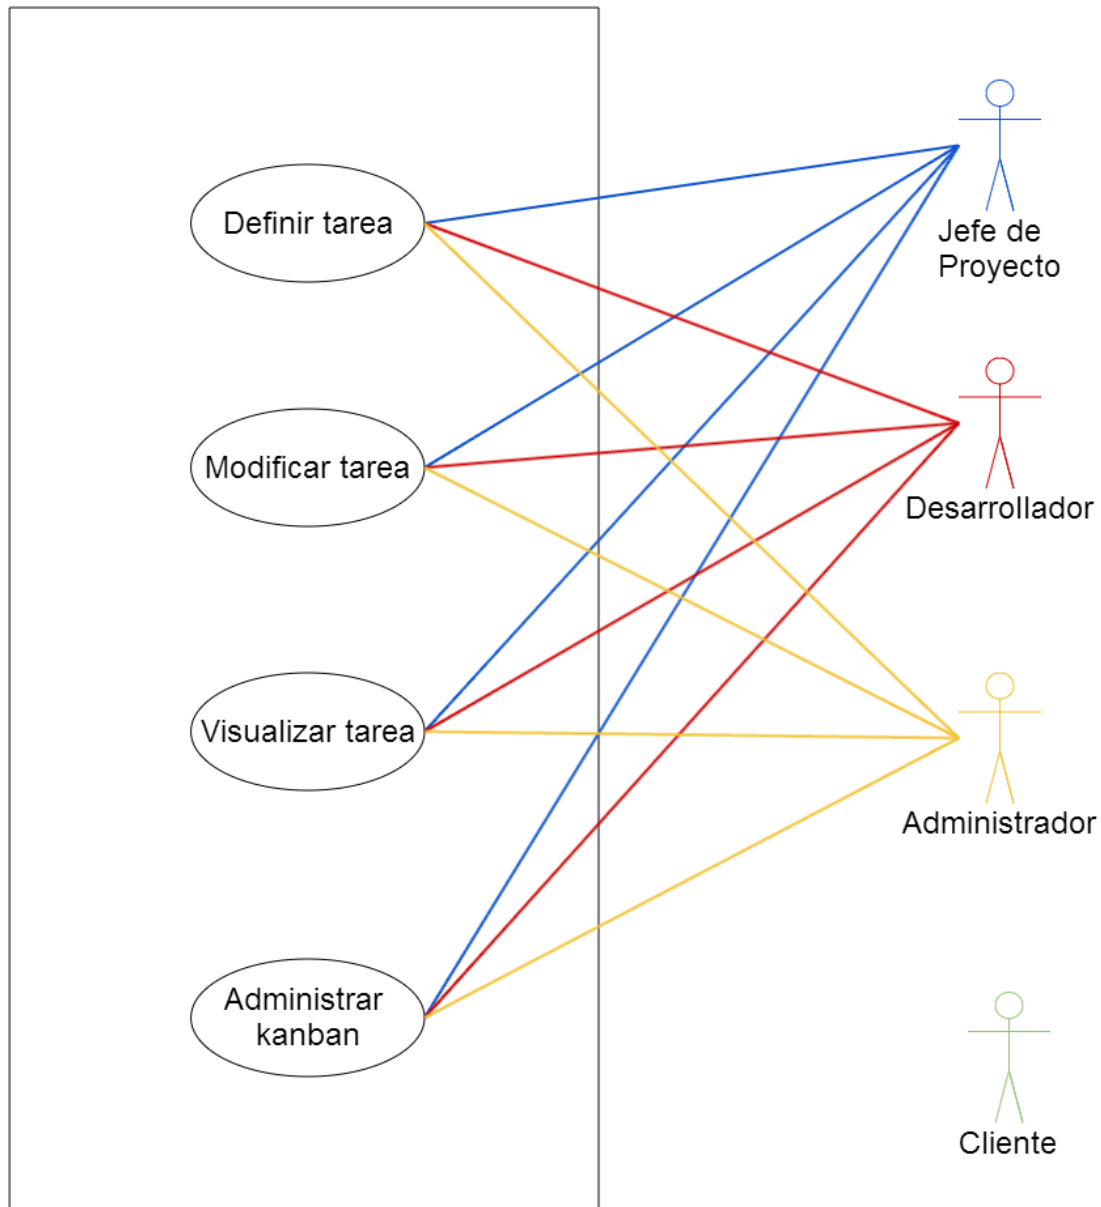 Definir tarea
Modificar tarea
Visualizar tarea
Administrar
kanban
Jefe de
Proyecto
Desarrollador
Administrador
Cliente